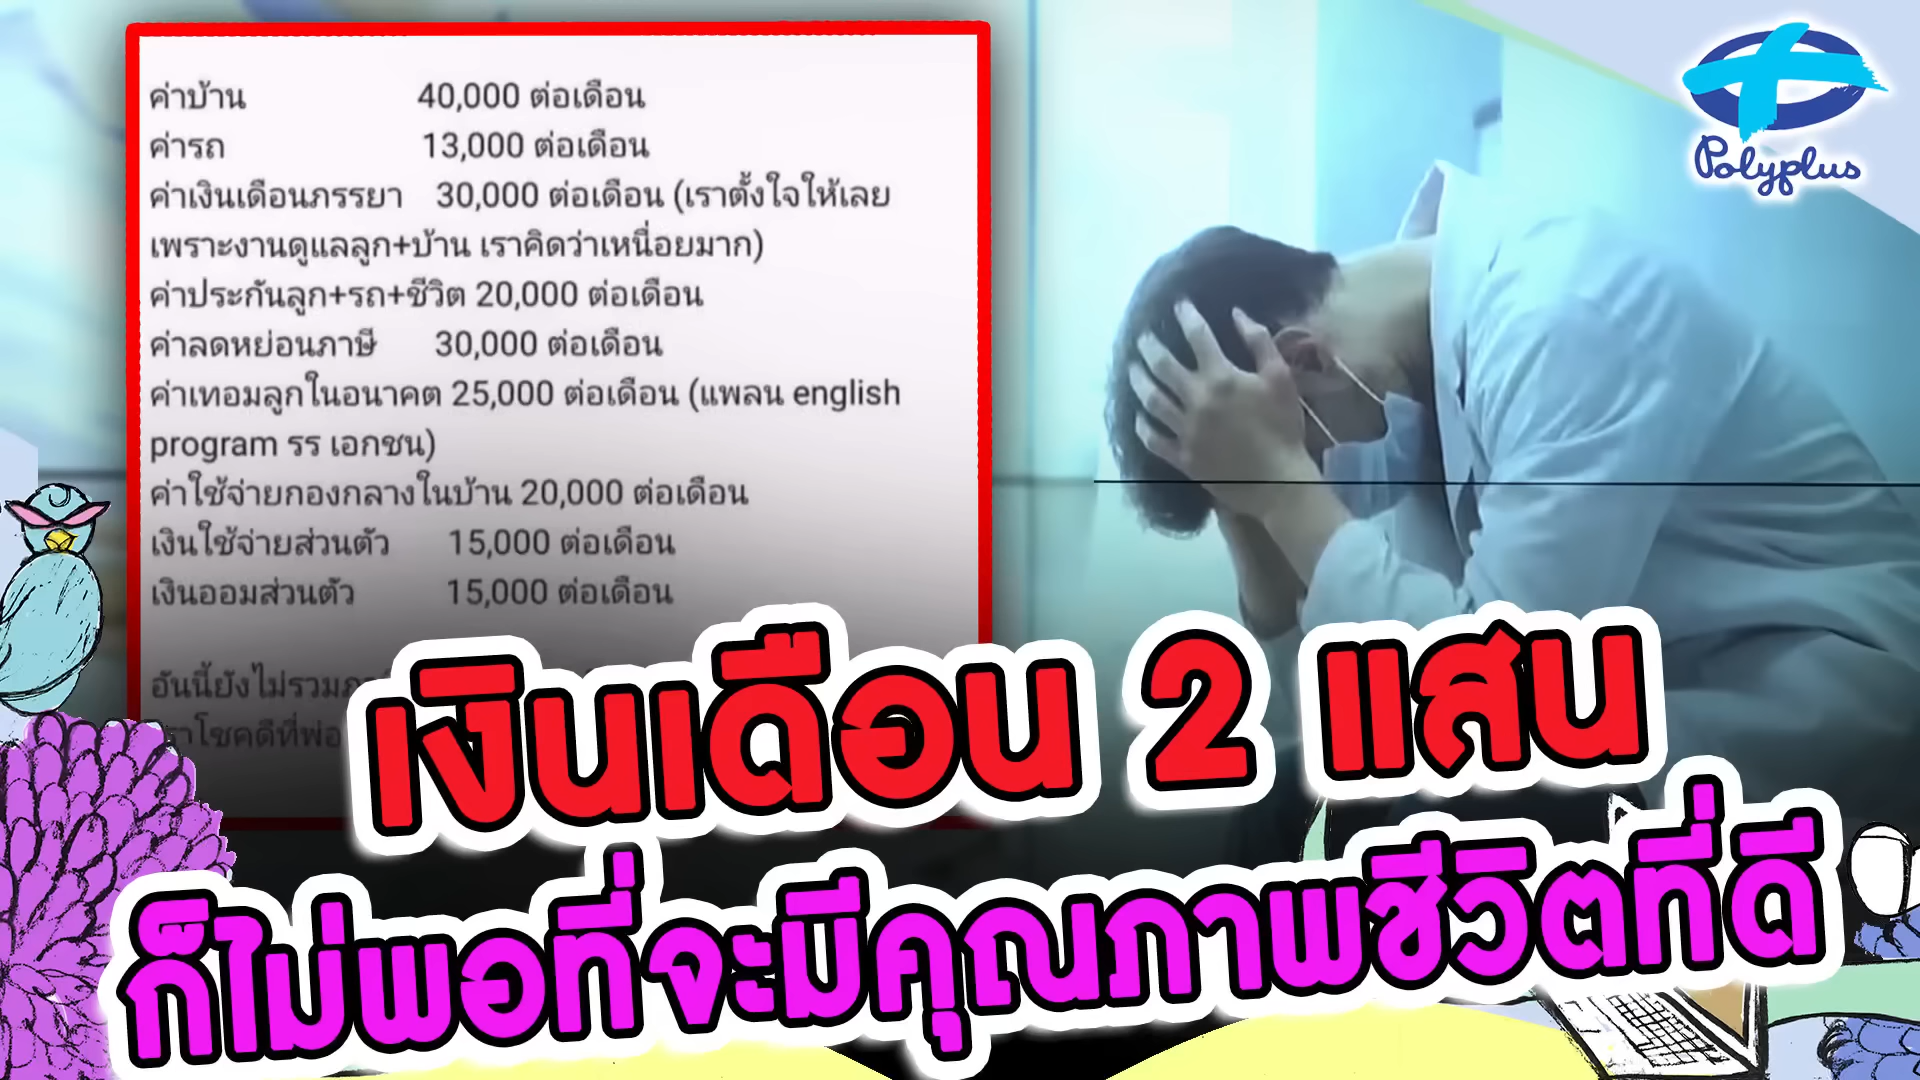 ค่าบ้าน 40,000 ต่อเดือน
ค่ารถ 13,000 ต่อเดือน
ค่าเงินเดือนภรรยา 30,000 ต่อเดือน (เราตั้งใจให้เลย
เพราะงานดูแลลูก+บ้าน เราคิดว่าเหนื่อยมาก)
ค่าประกันลูก+รถ+ชีวิต 20,000 ต่อเดือน
ค่าลดหย่อนภาษี 30,000 ต่อเดือน
ค่าเทอมลูกในอนาคต 25,000 ต่อเดือน (แพลน english
program รร เอกชน)
ค่าใช้จ่ายกองกลางในบ้าน 20,000 ต่อเดือน
เงินใช้จ่ายส่วนตัว 15,000 ต่อเดือน
เงินออมส่วนตัว 15,000 ต่อเดือน
อันนี้ยังไม่รวม
โชคดีที่พ่อ
Polyplus
เงินเดือน 2 แสน
ก็ไม่พอที่จะมีคุณภาพชีวิตที่ดี